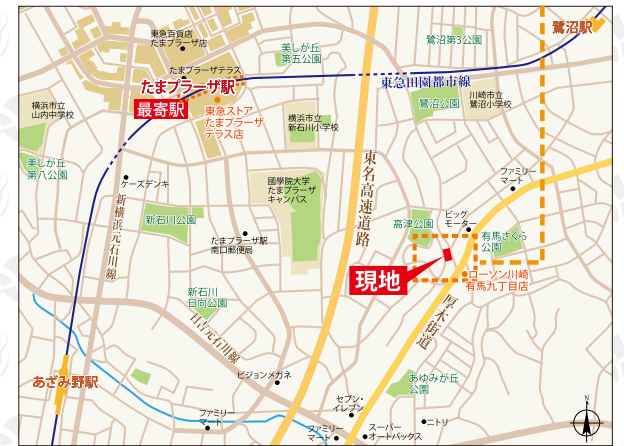 東急百貨店
たまプラーザ店
美しが丘
第五公園
鷺沼第3公園
鷺沼駅
たまプラーザテラス
たまプラーザ駅
最寄駅
東急田園都市線
横浜市立
山内中学校
東急ストア
たまプラーザ
テラス店
横浜市立
新石川小学校
鷺沼公園
川崎市立
鷺沼小学校
美しが丘
第八公園
ケーズデンキ
國學院大学
たまプラーザ
キャンパス
東名高速道路
ファミリー
マート
新横浜元石川線
新石川公園
高津公園
ビッグ
モーター
有馬さくら
公園
たまプラーザ駅
南口郵便局
現地
ローソン川崎
有馬九丁目店
新石川
日向公園
日吉元石川線
厚木街道
あざみ野駅
ビジョンメガネ
あゆみが丘
公園
ファミリー
マート
セブン-
イレブン
ファミリー
マート
スーパー
オートバックス
ニトリ
N